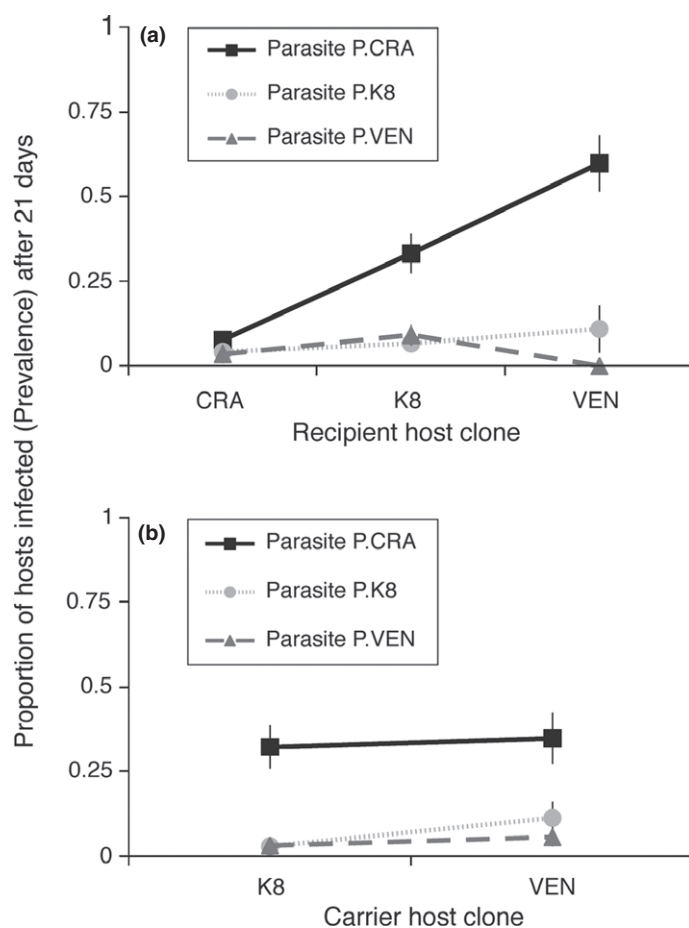 Proportion of hosts infected (Prevalence) after 21 days
(a)
Parasite P.CRA
Parasite P.K8
Parasite P.VEN
1
0.75
0.5
0.25
0
CRA K8 VEN
Recipient host clone
(b)
Parasite P.CRA
Parasite P.K8
Parasite P.VEN
1
0.75
0.5
0.25
0
K8 VEN
Carrier host clone